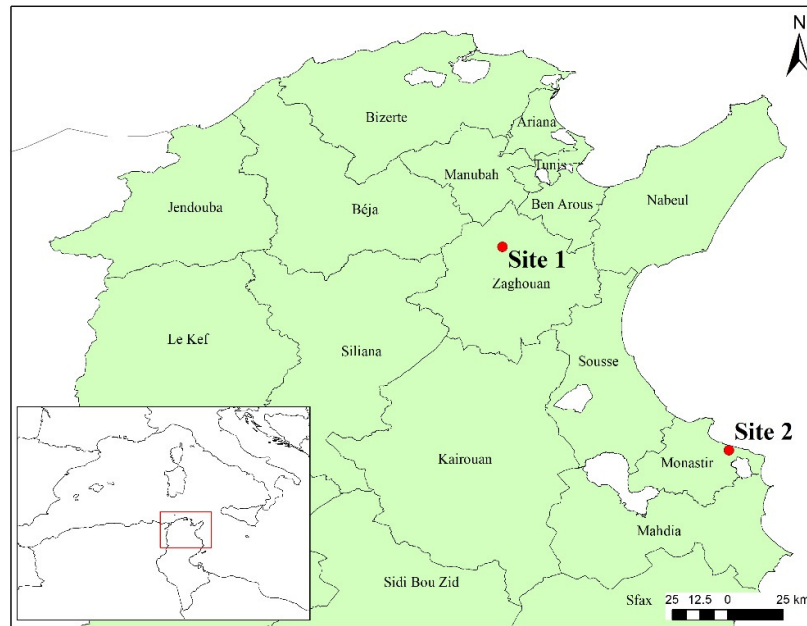 N
Bizerte
Ariana
Tunis
Manubah
Jendouba
Béja
Ben Arous
Nabeul
Site 1
Zaghouan
Le Kef
Siliana
Sousse
Site 2
Kairouan
Monastir
Mahdia
Sidi Bou Zid
Sfax
25 12.5 0 25 km